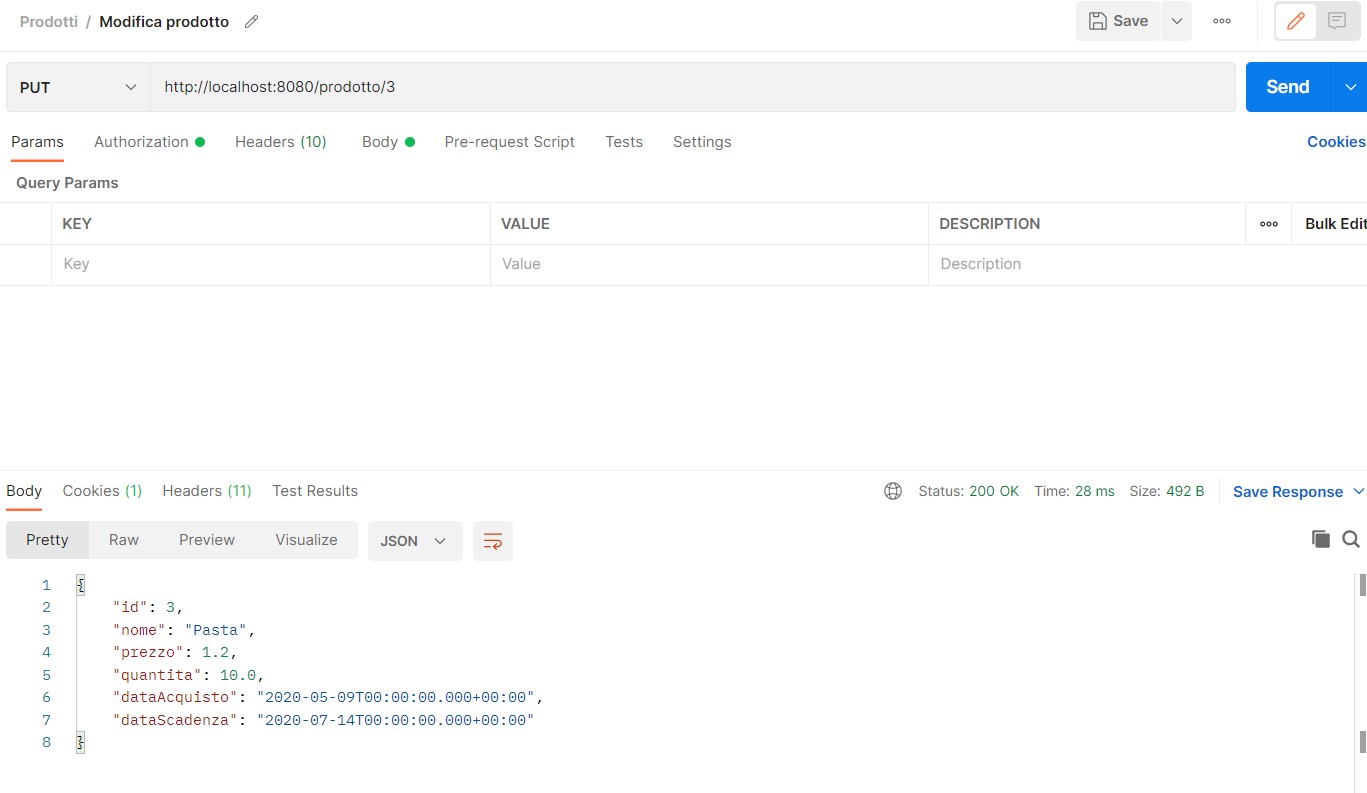 Prodotti / Modifica prodotto
Save
PUT
http://localhost:8080/prodotto/3
Send
Params Authorization Headers (10) Body Pre-request Script Tests Settings Cookies
Query Params
KEY VALUE DESCRIPTION Bulk Edit
Key Value Description
Body Cookies (1) Headers (11) Test Results Status: 200 OK Time: 28 ms Size: 492 B Save Response
Pretty Raw Preview Visualize JSON
1 {
2 "id": 3,
3 "nome": "Pasta",
4 "prezzo": 1.2,
5 "quantita": 10.0,
6 "dataAcquisto": "2020-05-09T00:00:00.000+00:00",
7 "dataScadenza": "2020-07-14T00:00:00.000+00:00"
8 }